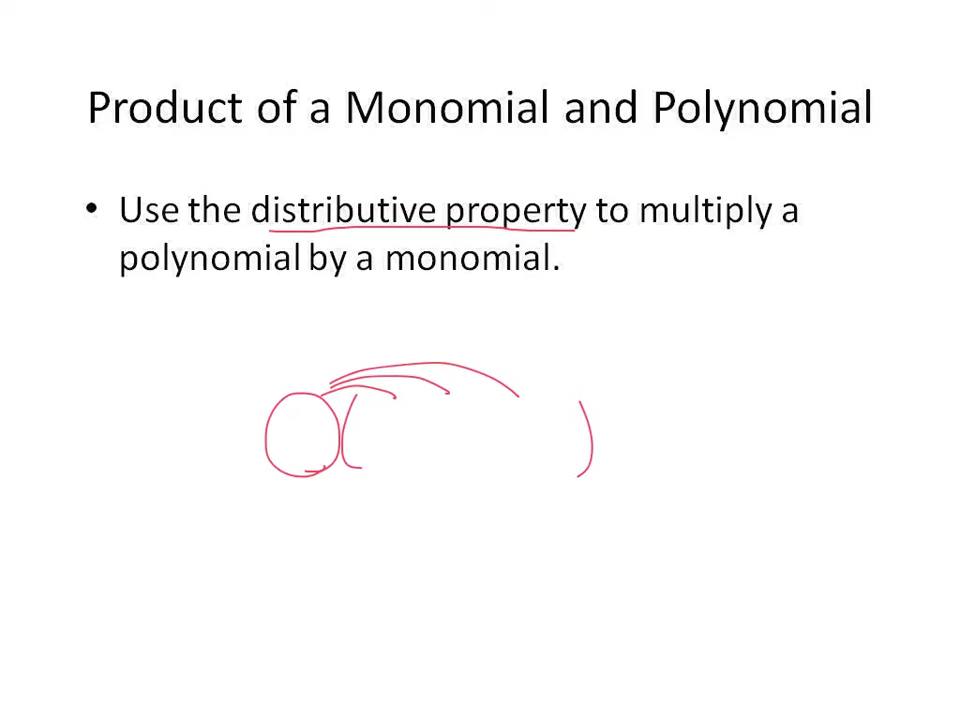 Product of a Monomial and Polynomial
• Use the distributive property to multiply a
polynomial by a monomial.
( )